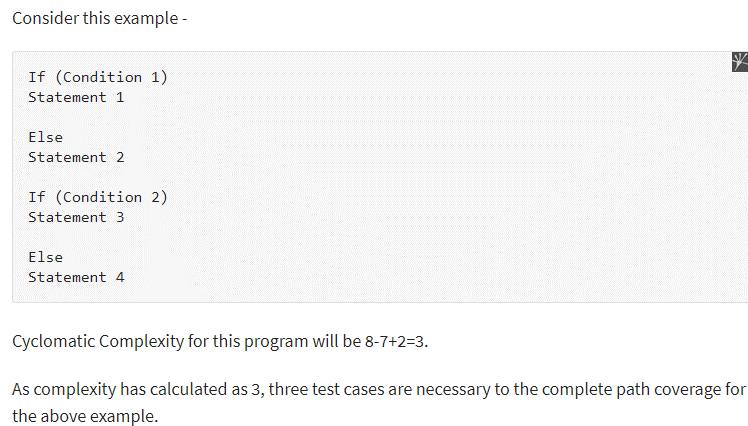 Consider this example -
If (Condition 1)
Statement 1
Else
Statement 2
If (Condition 2)
Statement 3
Else
Statement 4
Cyclomatic Complexity for this program will be 8-7+2=3.
As complexity has calculated as 3, three test cases are necessary to the complete path coverage for
the above example.